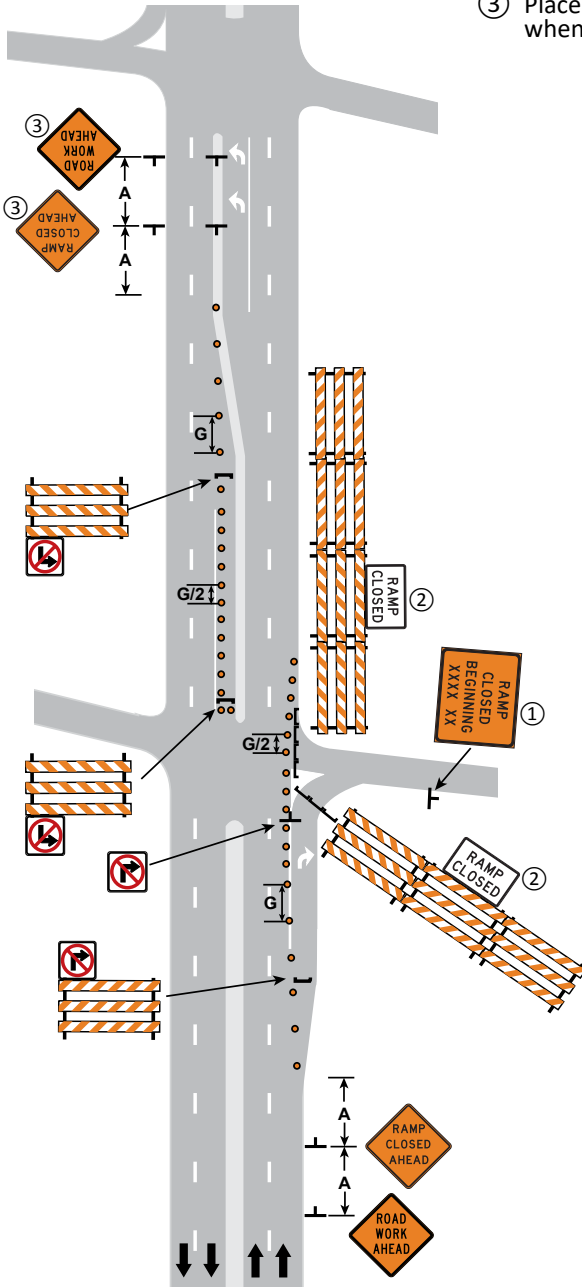 ③ Place
when
③
ROAD
WORK
AHEAD
A
③
RAMP
CLOSED
AHEAD
A
G
G/2
RAMP
CLOSED
②
RAMP
CLOSED
BEGINNING
XXXX XX
①
G/2
RAMP
CLOSED
②
G
A
RAMP
CLOSED
AHEAD
A
ROAD
WORK
AHEAD